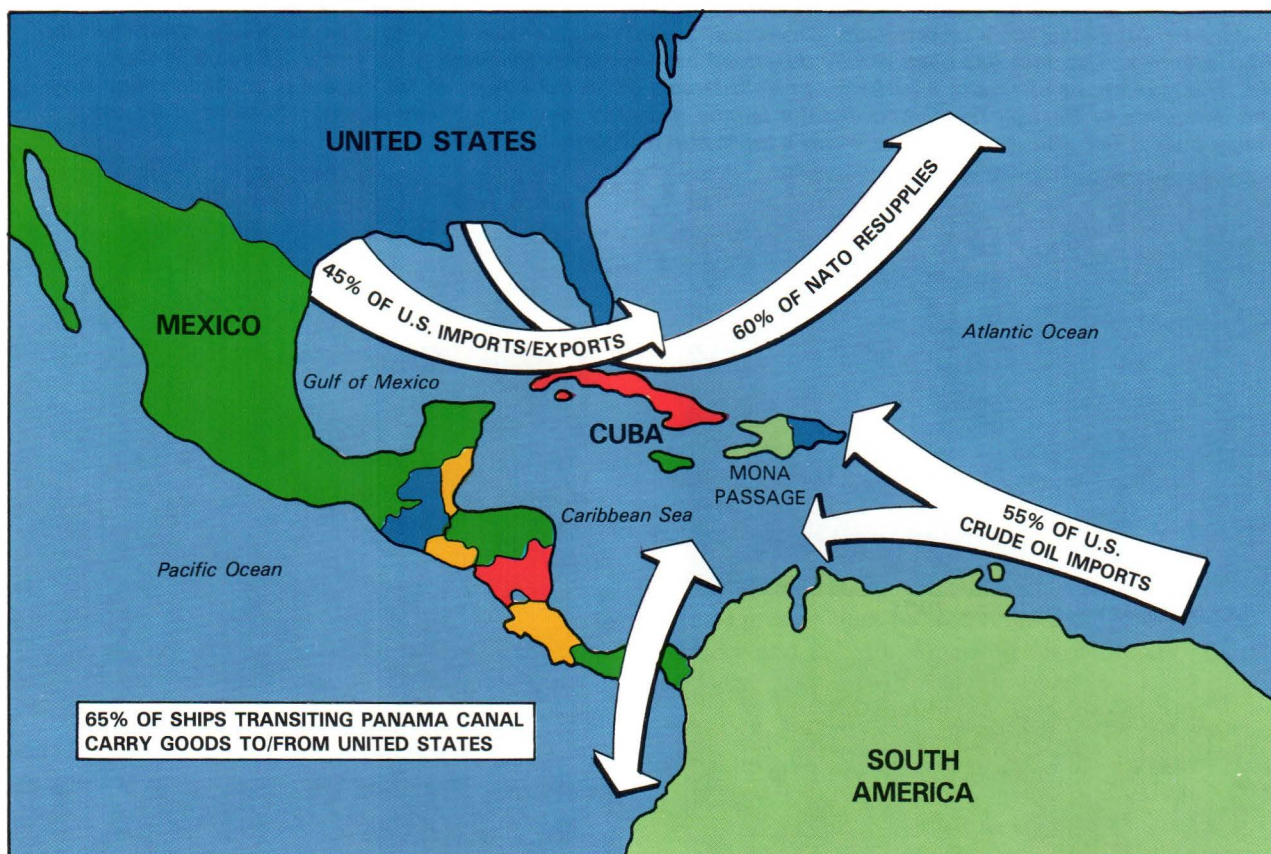 UNITED STATES
60% OF NATO RESUPPLIES
45% OF U.S. IMPORTS/EXPORTS
MEXICO
Atlantic Ocean
Gulf of Mexico
CUBA
MONA
PASSAGE
Caribbean Sea
55% OF U.S.
CRUDE OIL IMPORTS
Pacific Ocean
65% OF SHIPS TRANSITING PANAMA CANAL
CARRY GOODS TO/FROM UNITED STATES
SOUTH
AMERICA